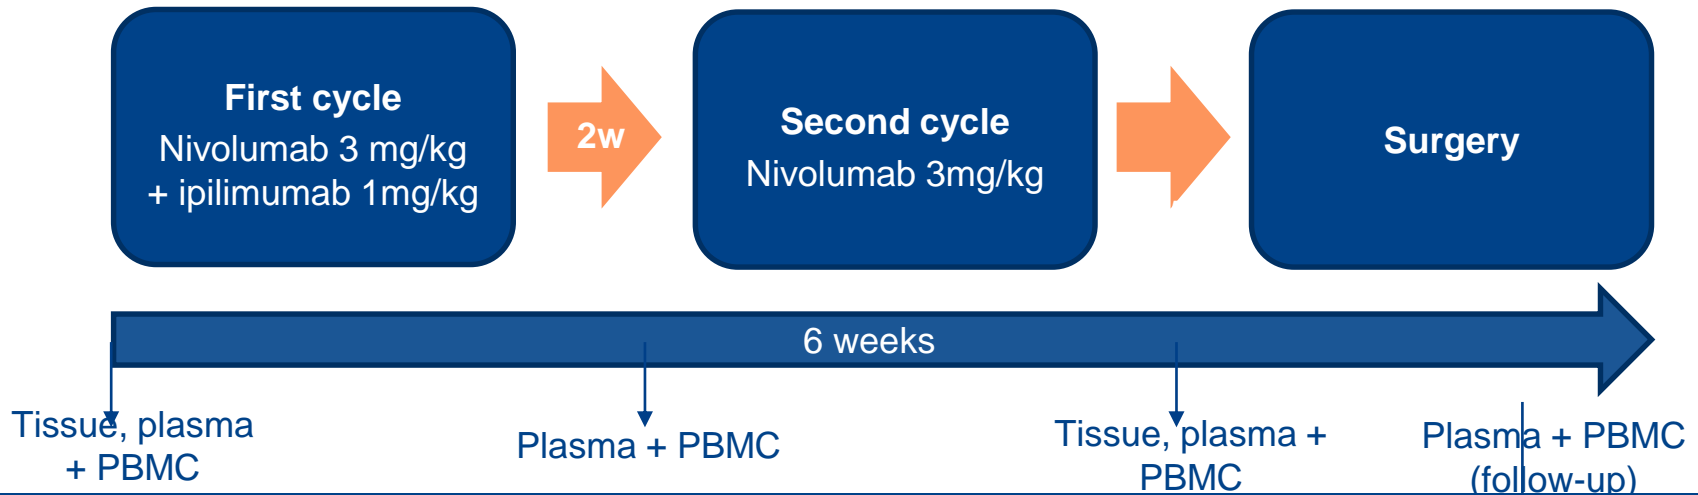 First cycle
Nivolumab 3 mg/kg
+ ipilimumab 1mg/kg
2w
Second cycle
Nivolumab 3mg/kg
Surgery
6 weeks
Tissue, plasma
+ PBMC
Plasma + PBMC
Tissue, plasma +
PBMC
Plasma + PBMC
(follow-up)